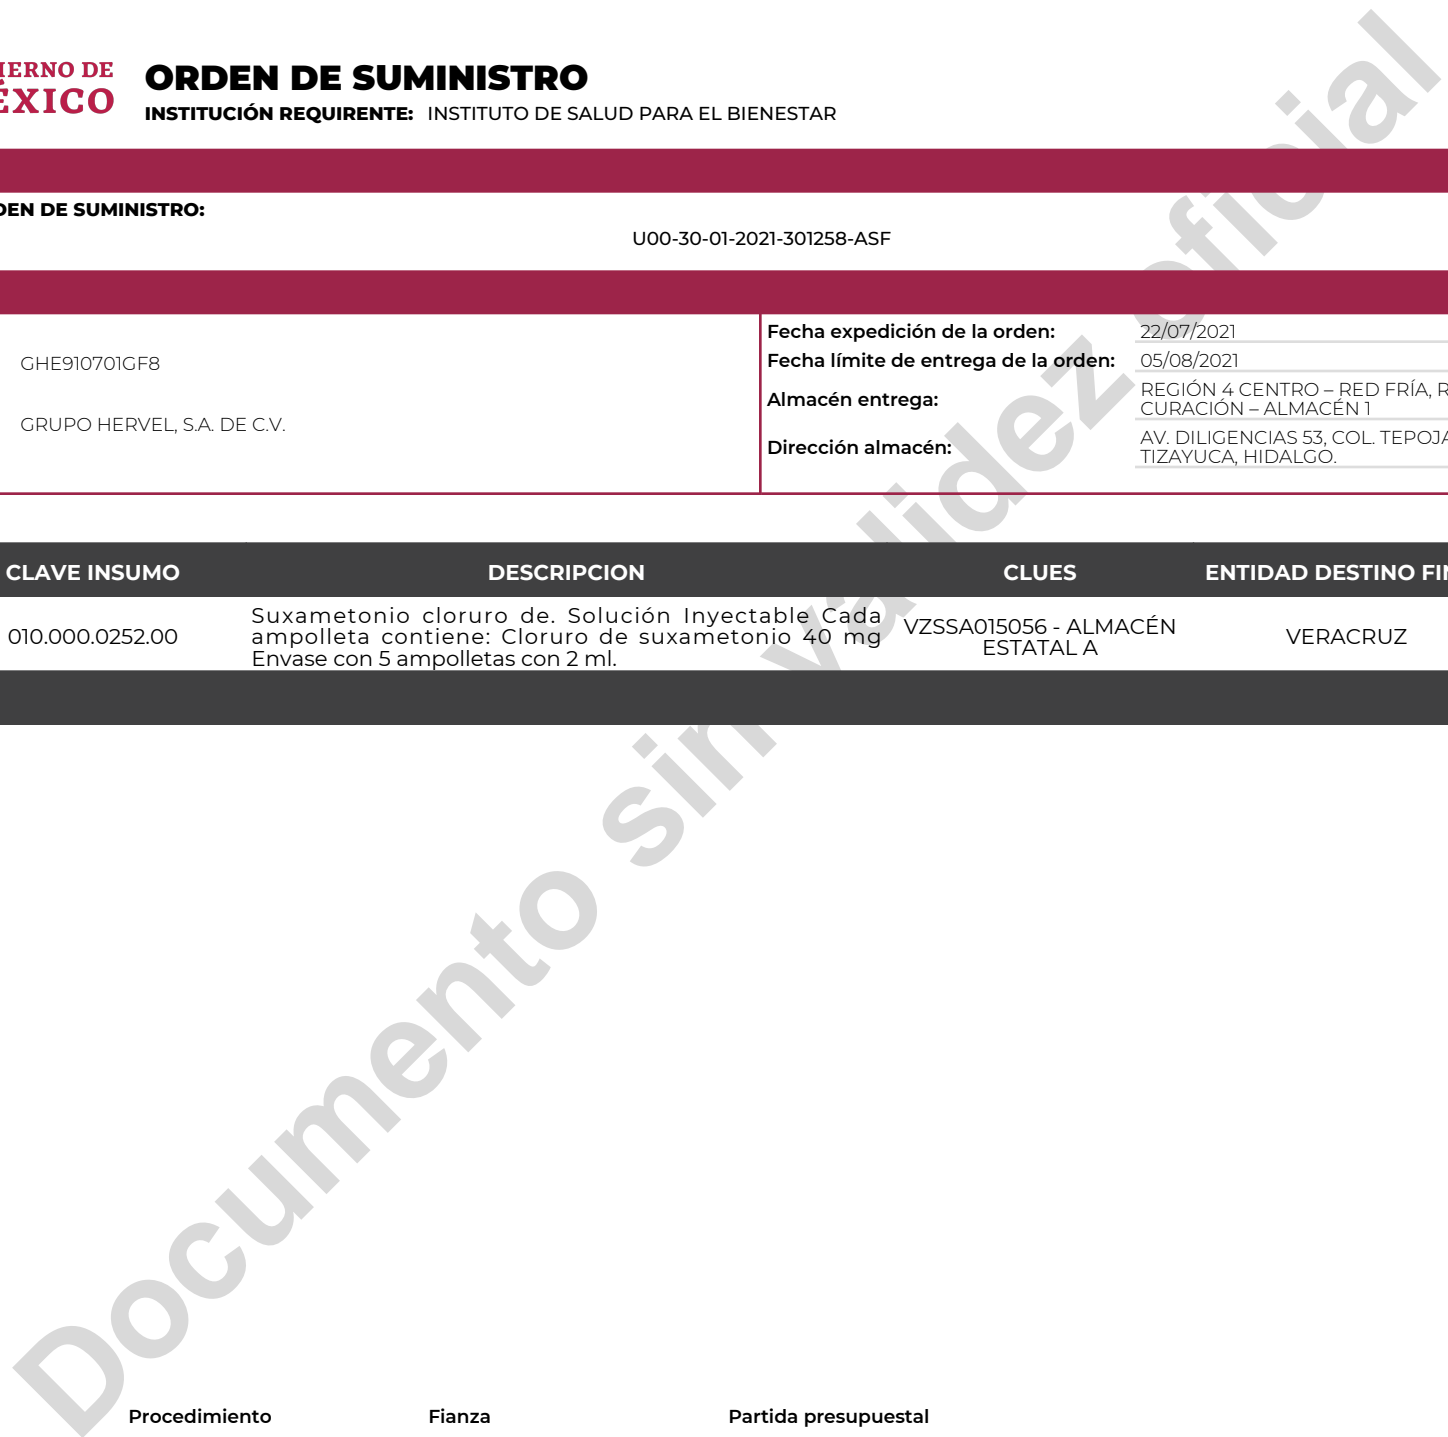 IERNO DE
ÉXICO
ORDEN DE SUMINISTRO
INSTITUCIÓN REQUIRENTE: INSTITUTO DE SALUD PARA EL BIENESTAR
DEN DE SUMINISTRO:
U00-30-01-2021-301258-ASF
GHE910701GF8
GRUPO HERVEL, S.A. DE C.V.
Fecha expedición de la orden: 22/07/2021
Fecha límite de entrega de la orden: 05/08/2021
Almacén entrega: REGIÓN 4 CENTRO – RED FRÍA, R
CURACIÓN – ALMACÉN 1
Dirección almacén: AV. DILIGENCIAS 53, COL. TEPOJA
TIZAYUCA, HIDALGO.
CLAVE INSUMO DESCRIPCION CLUES ENTIDAD DESTINO FIN
010.000.0252.00
Suxametonio cloruro de. Solución Inyectable Cada
ampolleta contiene: Cloruro de suxametonio 40 mg
Envase con 5 ampolletas con 2 ml.
VZSSA015056 - ALMACÉN
ESTATAL A
VERACRUZ
Documento sin validez oficial
Procedimiento Fianza Partida presupuestal